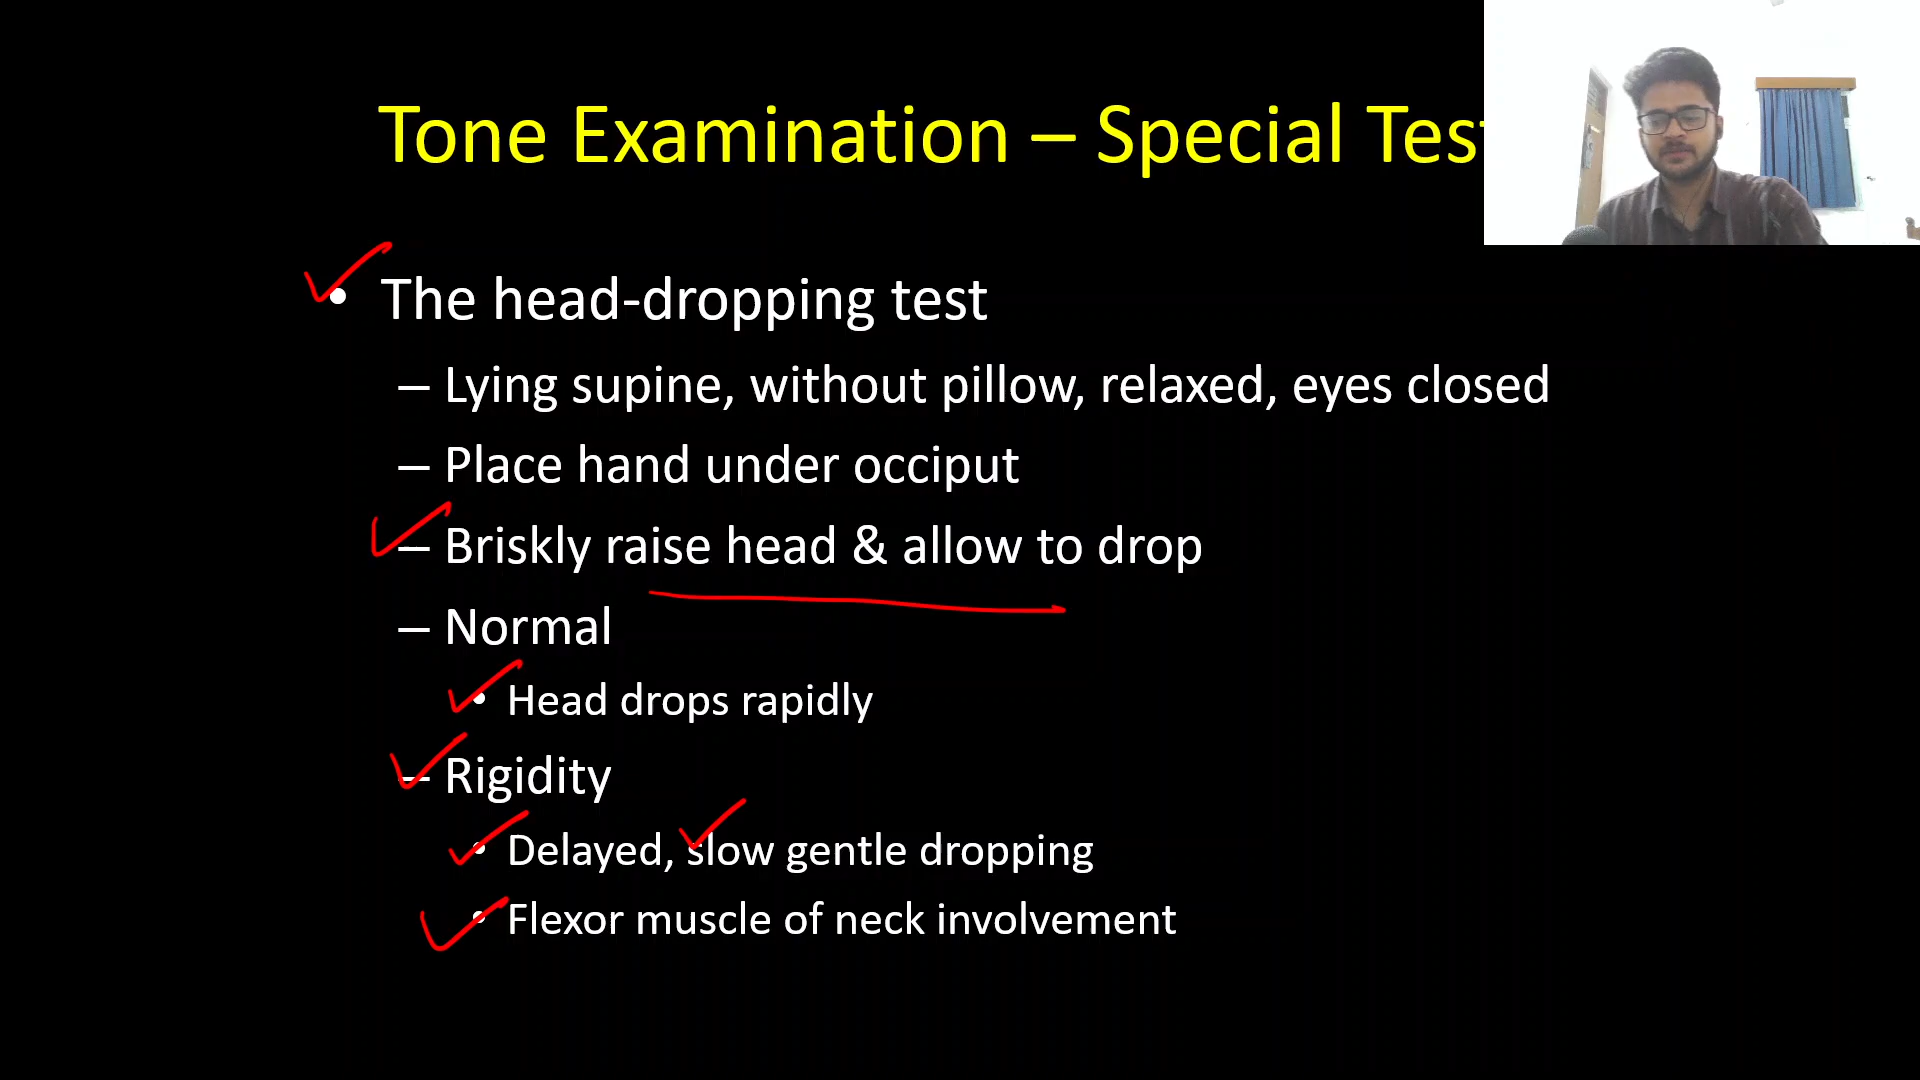 Tone Examination – Special Test
• The head-dropping test
– Lying supine, without pillow, relaxed, eyes closed
– Place hand under occiput
– Briskly raise head & allow to drop
– Normal
• Head drops rapidly
– Rigidity
• Delayed, slow gentle dropping
• Flexor muscle of neck involvement